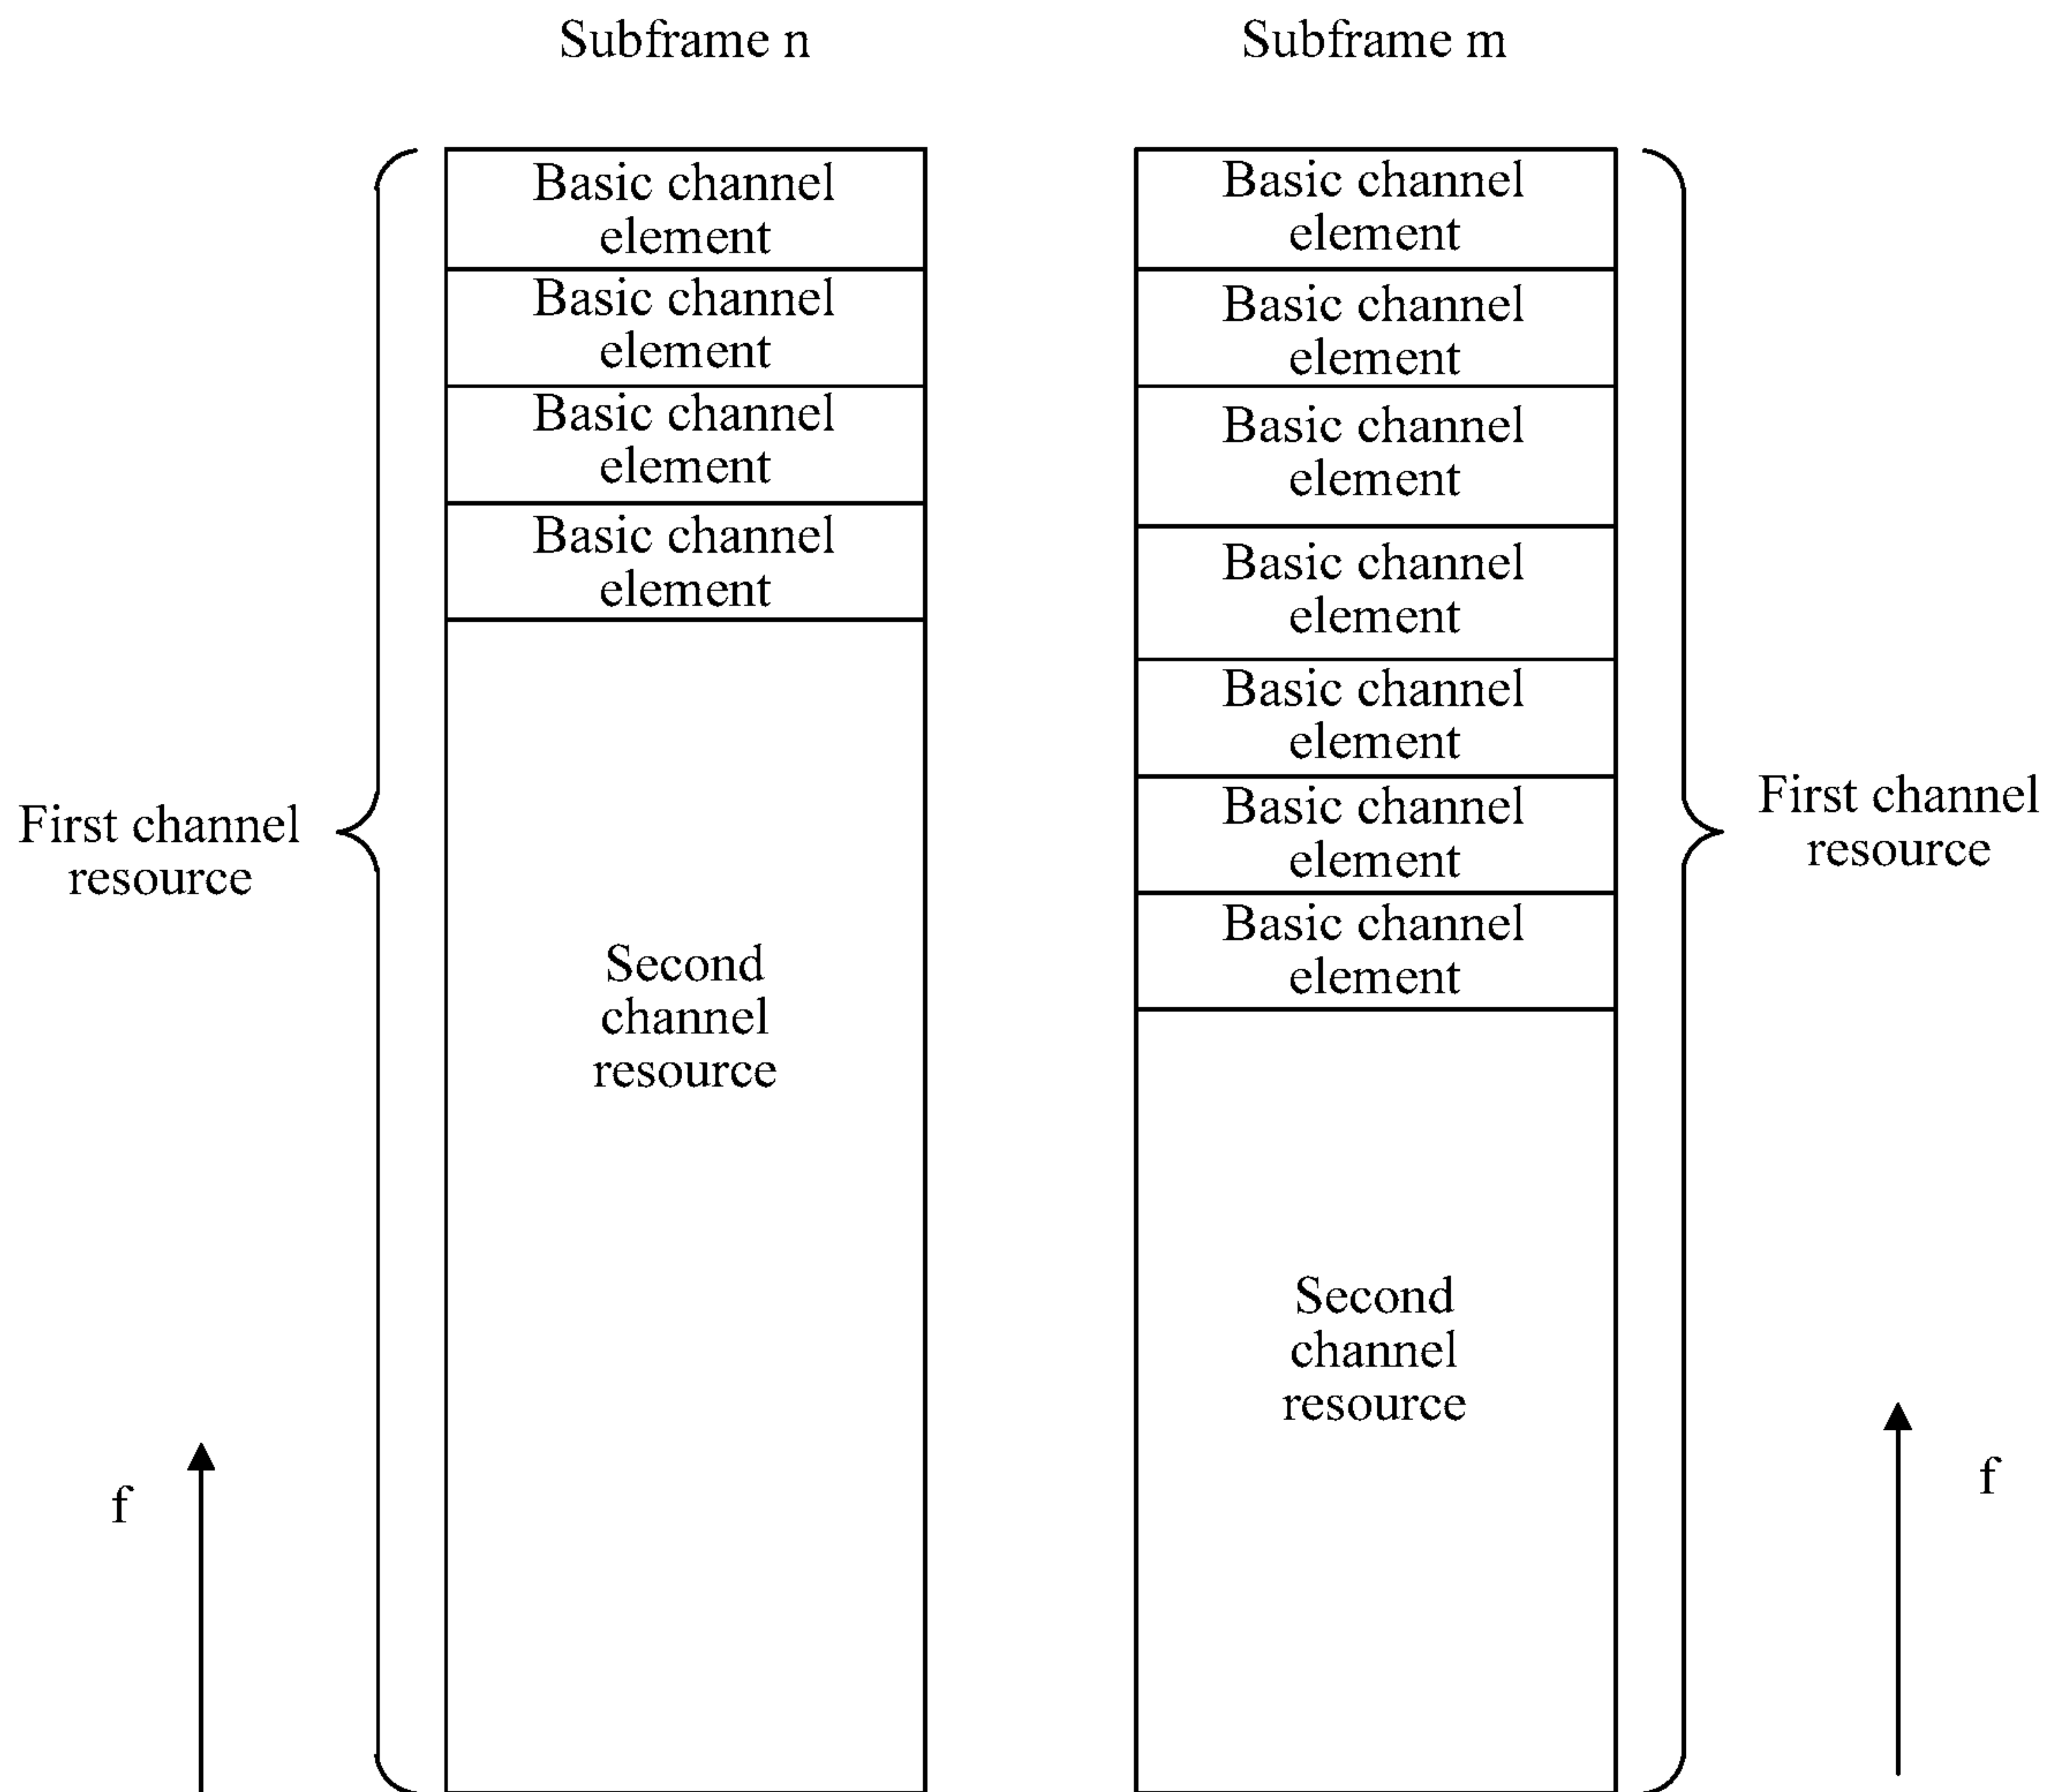 Subframe n
Subframe m
Basic channel
element
Basic channel
element
Basic channel
element
Basic channel
element
Second
channel
resource
First channel
resource
f
Basic channel
element
Basic channel
element
Basic channel
element
Basic channel
element
Basic channel
element
Basic channel
element
Basic channel
element
Second
channel
resource
First channel
resource
f